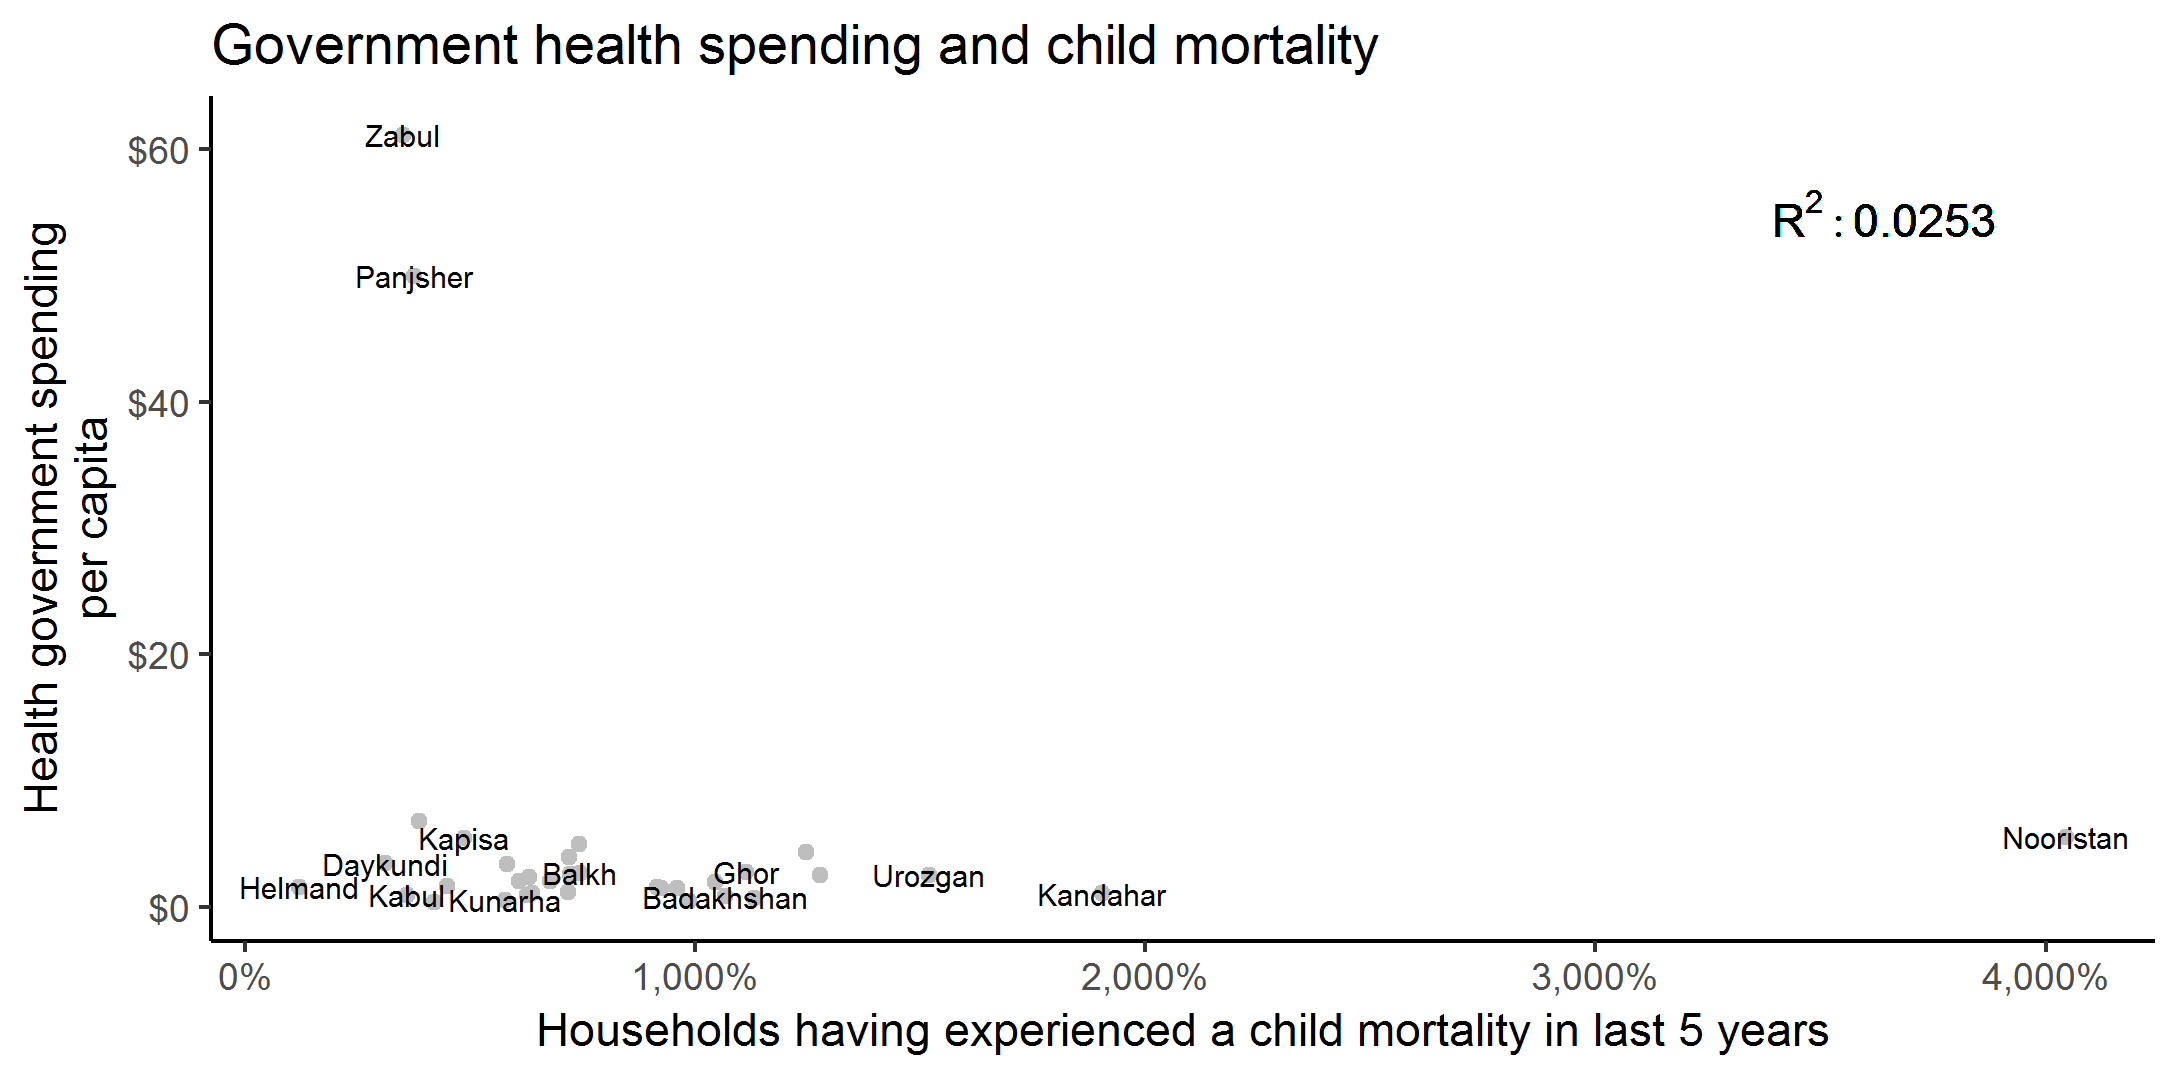 Government health spending and child mortality
Health government spending
per capita
$60
$40
$20
$0
R² : 0.0253
Zabul
Panjsher
Kapisa
Daykundi
Helmand
Kabul
Kunarha
Balkh
Ghor
Badakhshan
Urozgan
Kandahar
Nooristan
0%
1,000%
2,000%
3,000%
4,000%
Households having experienced a child mortality in last 5 years